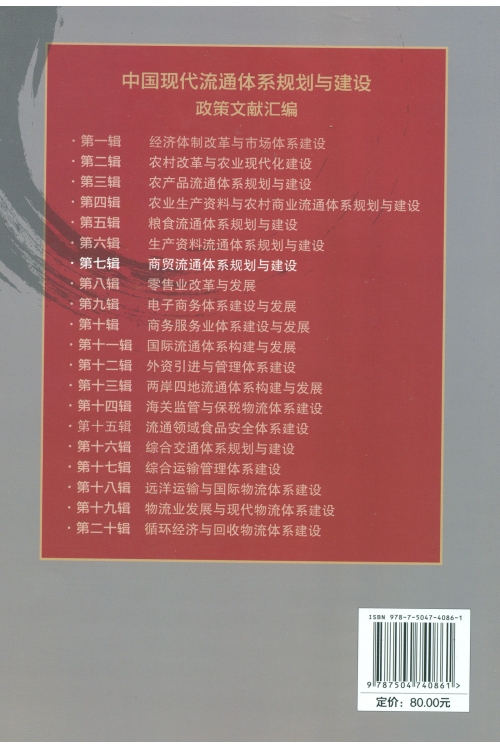 中国现代流通体系规划与建设
政策文献汇编
·第一辑 经济体制改革与市场体系建设
·第二辑 农村改革与农业现代化建设
·第三辑 农产品流通体系规划与建设
·第四辑 农业生产资料与农村商业流通体系规划与建设
·第五辑 粮食流通体系规划与建设
·第六辑 生产资料流通体系规划与建设
·第七辑 商贸流通体系规划与建设
·第八辑 零售业改革与发展
·第九辑 电子商务体系建设与发展
·第十辑 商务服务业体系建设与发展
·第十一辑 国际流通体系构建与发展
·第十二辑 外资引进与管理体系建设
·第十三辑 两岸四地流通体系构建与发展
·第十四辑 海关监管与保税物流体系建设
·第十五辑 流通领域食品安全体系建设
·第十六辑 综合交通体系规划与建设
·第十七辑 综合运输管理体系建设
·第十八辑 远洋运输与国际物流体系建设
·第十九辑 物流业发展与现代物流体系建设
·第二十辑 循环经济与回收物流体系建设
ISBN 978-7-5047-4086-1
9 787504 740861>
定价：80.00元